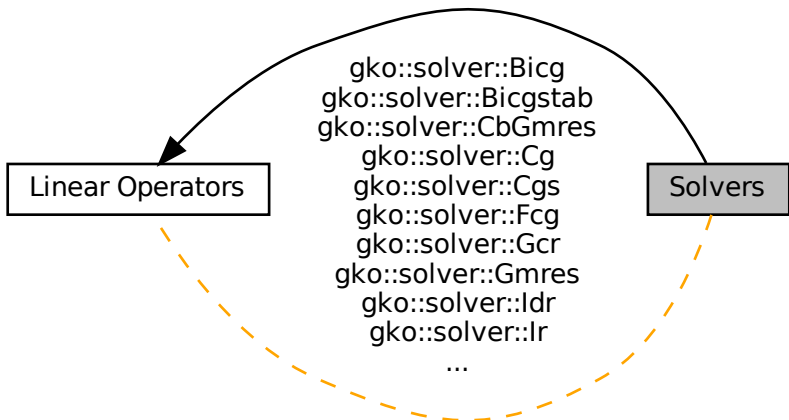 gko::solver::Bicg
gko::solver::Bicgstab
gko::solver::CbGmres
gko::solver::Cg
gko::solver::Cgs
gko::solver::Fcg
gko::solver::Gcr
gko::solver::Gmres
gko::solver::Idr
gko::solver::Ir
...
Linear Operators
Solvers